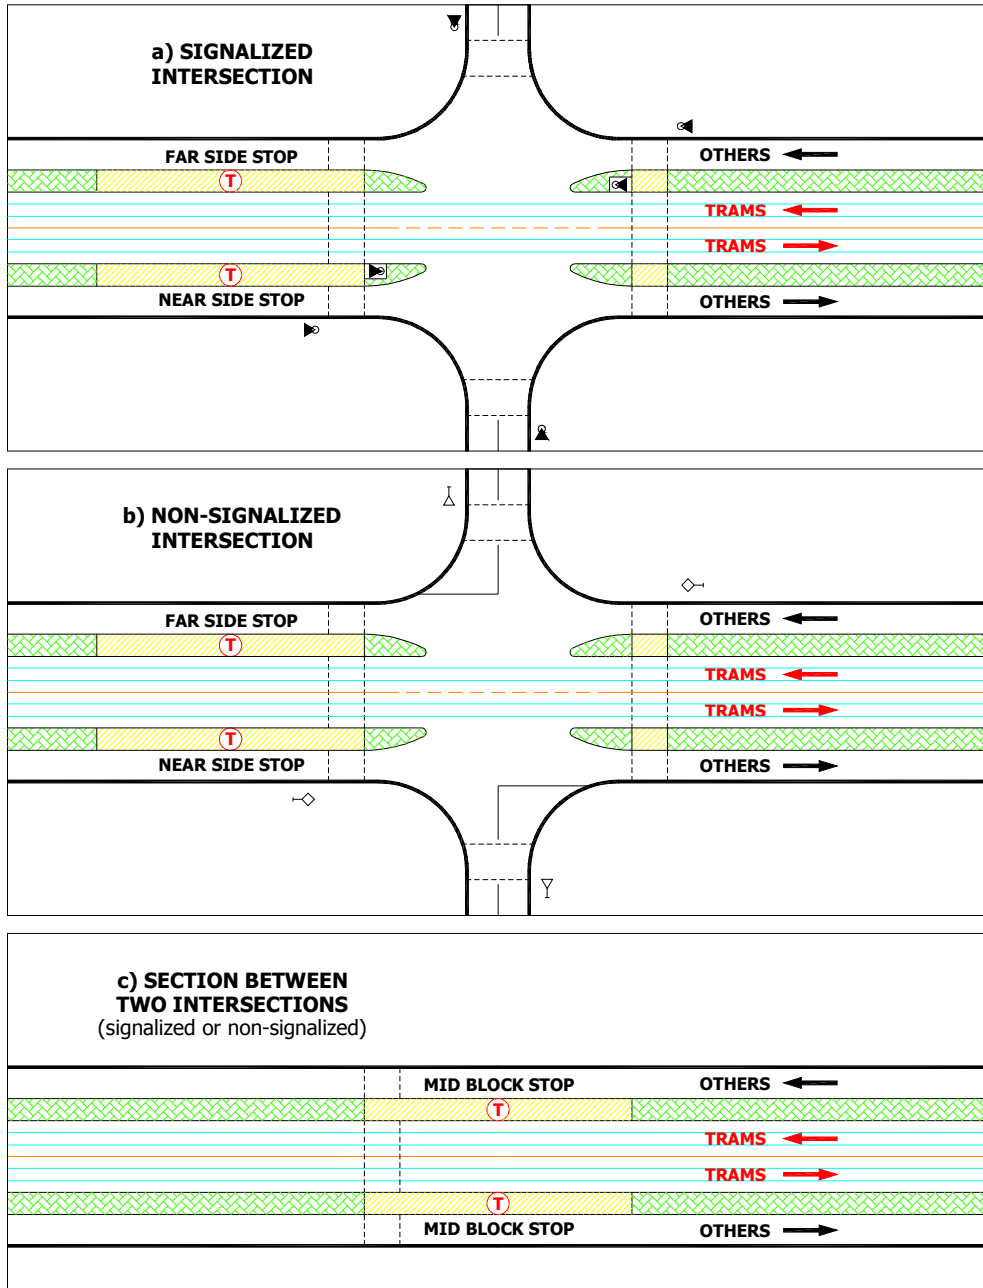 a) SIGNALIZED
INTERSECTION
FAR SIDE STOP
OTHERS
T
TRAMS
TRAMS
T
NEAR SIDE STOP
OTHERS
b) NON-SIGNALIZED
INTERSECTION
FAR SIDE STOP
OTHERS
T
TRAMS
TRAMS
T
NEAR SIDE STOP
OTHERS
c) SECTION BETWEEN
TWO INTERSECTIONS
(signalized or non-signalized)
MID BLOCK STOP
OTHERS
T
TRAMS
TRAMS
T
MID BLOCK STOP
OTHERS